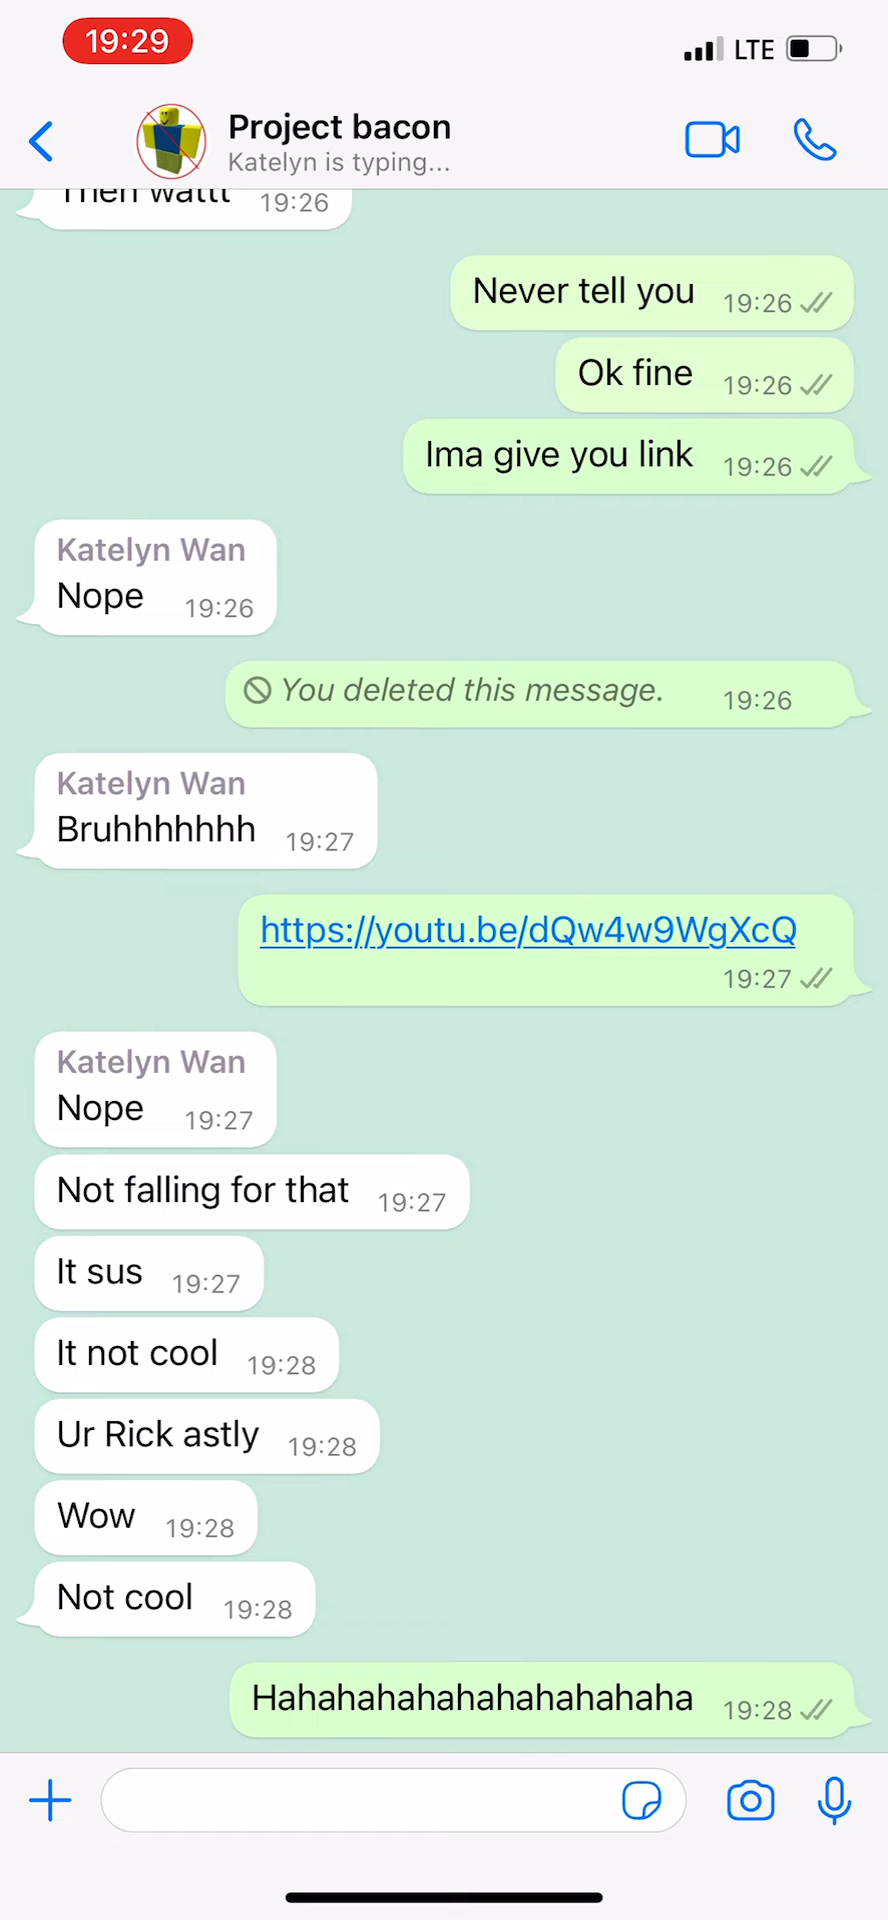 19:29
LTE
Project bacon
Katelyn is typing...
Then wattt 19:26
Never tell you 19:26
Ok fine 19:26
Ima give you link 19:26
Katelyn Wan
Nope 19:26
You deleted this message. 19:26
Katelyn Wan
Bruhhhhhhh 19:27
https://youtu.be/dQw4w9WgXcQ
19:27
Katelyn Wan
Nope 19:27
Not falling for that 19:27
It sus 19:27
It not cool 19:28
Ur Rick astly 19:28
Wow 19:28
Not cool 19:28
Hahahahahahahahahahaha 19:28